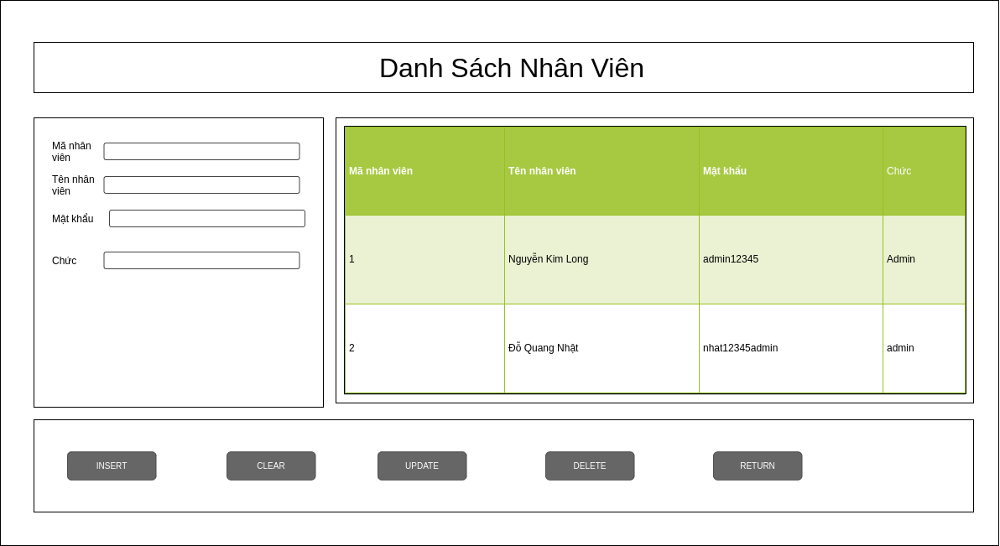 Danh Sách Nhân Viên
Mã nhân
viên
Tên nhân
viên
Mật khẩu
Chức
Mã nhân viên Tên nhân viên Mật khẩu Chức
1 Nguyễn Kim Long admin12345 Admin
2 Đỗ Quang Nhật nhat12345admin admin
INSERT CLEAR UPDATE DELETE RETURN